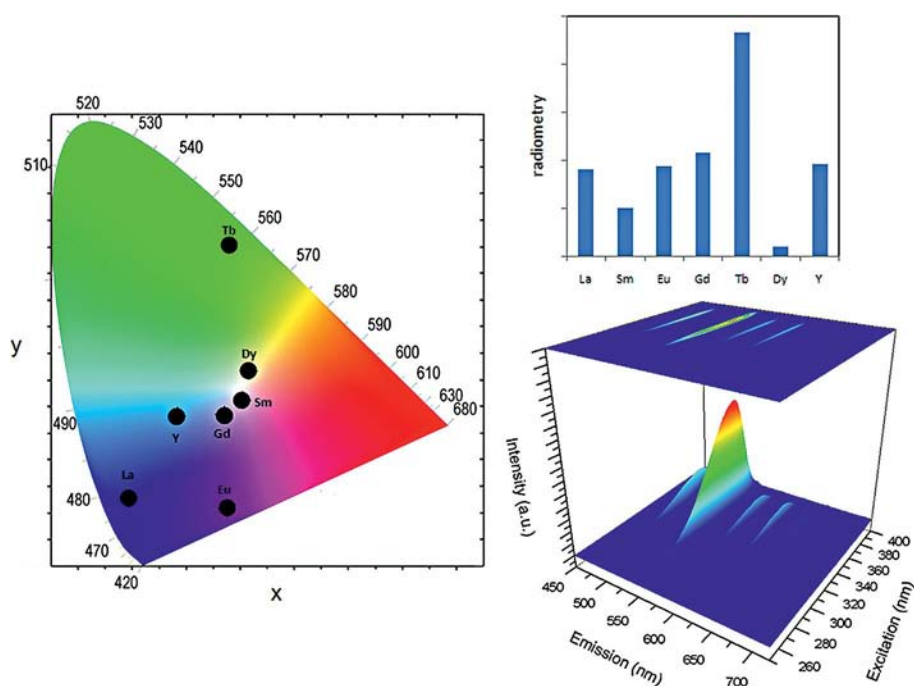 520
530
540
550
560
570
580
590
600
610
630
680
510
490
480
470
420
Tb
Dy
Sm
Gd
Y
La
Eu
y
x
radiometry
La Sm Eu Gd Tb Dy Y
Intensity (a.u.)
450 500 550 600 650 700
Emission (nm)
260 280 300 320 340 360 380 400
Excitation (nm)